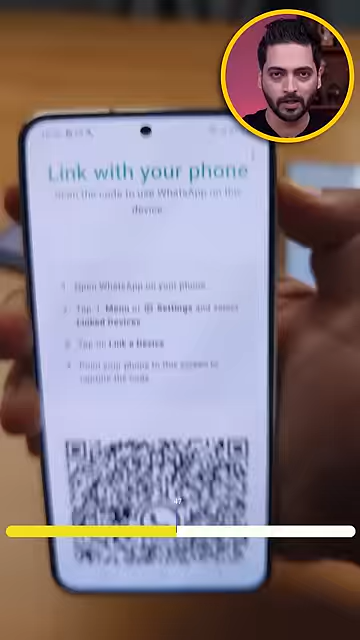 Link with your phone
Scan the code to use WhatsApp on this
device
1 Open WhatsApp on your phone
2 Tap Menu or Settings and select
Linked Devices
3 Tap on Link a Device
4 Point your phone to this screen to
capture the code
47